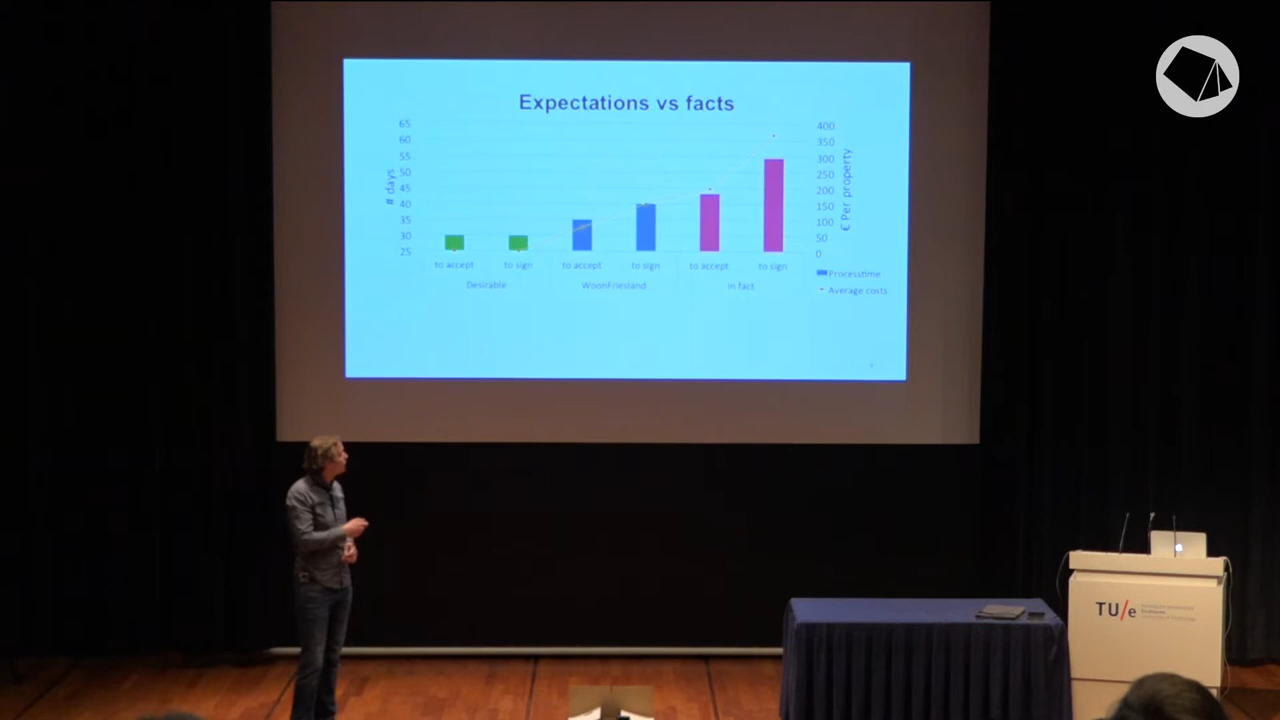 Expectations vs facts
65
60
55
50
45
40
35
30
25
# days
400
350
300
250
200
150
100
50
0
€ Per property
to accept
to sign
to accept
to sign
to accept
to sign
Desirable
WoonFriesland
In fact
Processtime
Average costs
TU/e